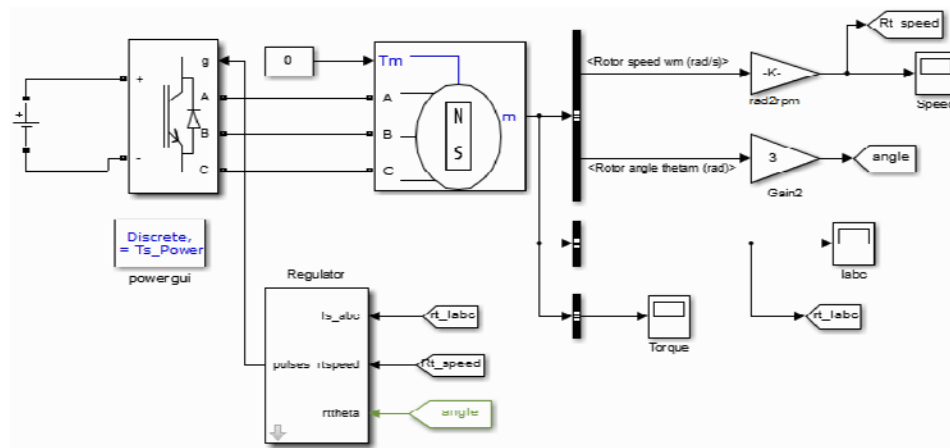 Rt_speed
g
0
Tm
<Rotor speed wm (rad/s)>
-K-
Speed
rad2rpm
+
A
A
+
m
N
B
B
S
-
C
C
<Rotor angle thetam (rad)>
3
angle
Gain2
Discrete,
= Ts_Power
powergui
Regulator
Iabc
Is_abc
rt_Iabc
rt_Iabc
Torque
pulses
rtspeed
Rt_speed
rttheta
angle